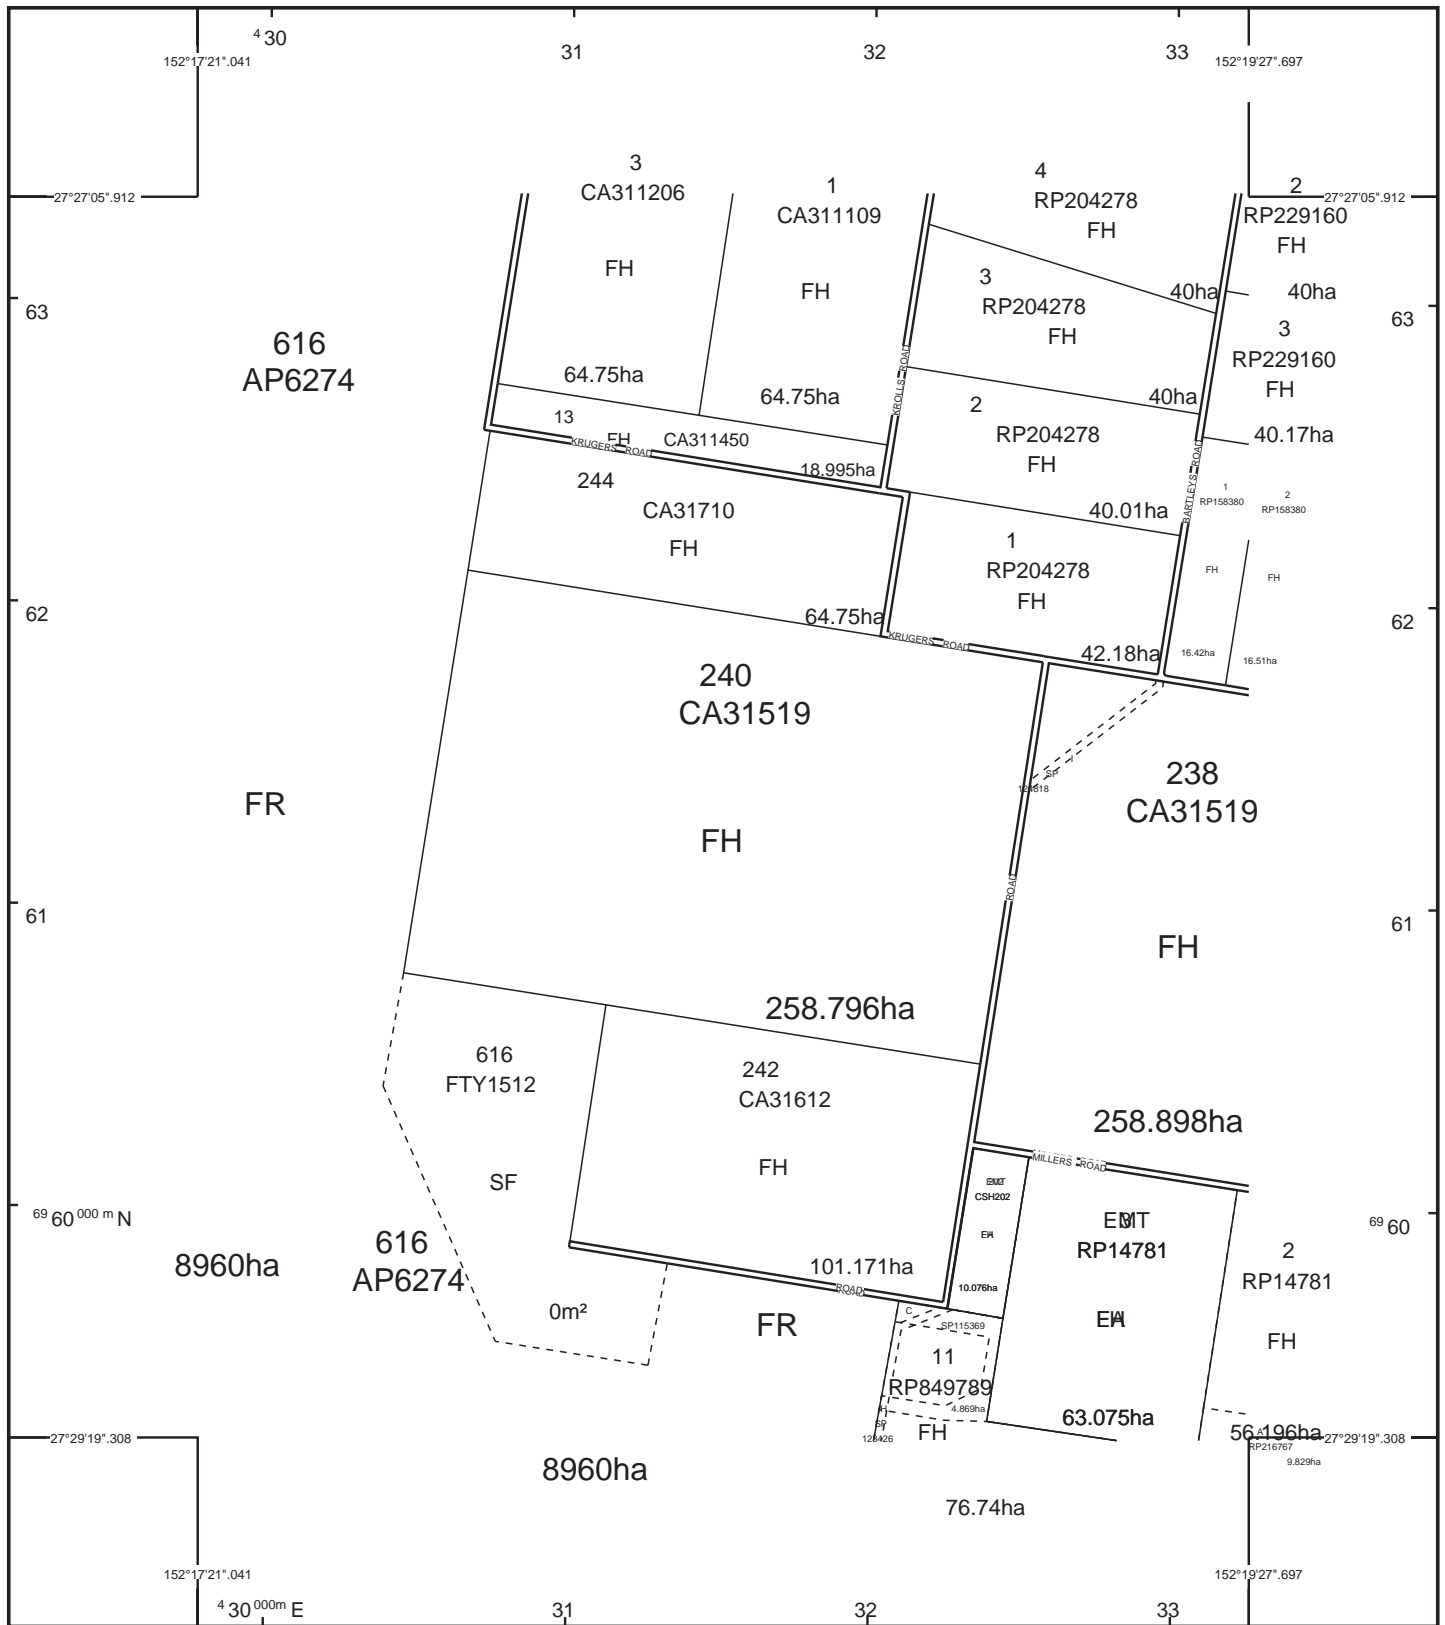 4 30
31
32
33
152°17'21".041
152°19'27".697
27°27'05".912
27°27'05".912
3
CA311206
FH
64.75ha
1
CA311109
FH
64.75ha
4
RP204278
FH
40ha
2
RP229160
FH
40ha
63
63
3
RP204278
FH
40ha
3
RP229160
FH
40.17ha
616
AP6274
KROLLS ROAD
13
FH
CA311450
18.995ha
KRUGERS ROAD
2
RP204278
FH
40.01ha
BARTLEYS ROAD
1
RP158380
FH
16.42ha
2
RP158380
FH
16.51ha
244
CA31710
FH
64.75ha
1
RP204278
FH
42.18ha
62
62
KRUGERS ROAD
240
CA31519
FH
258.796ha
SP
124818
238
CA31519
FH
258.898ha
FR
ROAD
61
61
616
FTY1512
SF
0m²
242
CA31612
FH
101.171ha
MILLERS ROAD
CSH202
10.076ha
RP14781
63.075ha
2
RP14781
FH
56.196ha
69 60 000 m N
69 60
8960ha
616
AP6274
ROAD
FR
C
SP115369
11
RP849789
4.869ha
FH
H
SP
128426
76.74ha
A
RP216767
9.829ha
27°29'19".308
27°29'19".308
8960ha
152°17'21".041
152°19'27".697
4 30 000m E
31
32
33